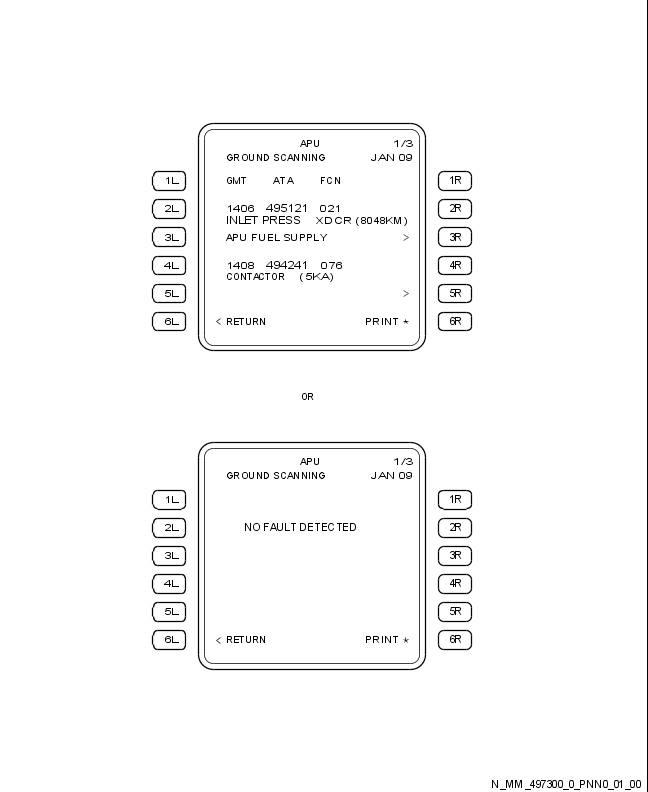 APU 1/3
GROUND SCANNING JAN 09
1L GMT ATA FCN 1R
2L 1406 495121 021 2R
INLET PRESS XDCR (8048KM)
3L APU FUEL SUPPLY > 3R
4L 1408 494241 076 4R
CONTACTOR (5KA)
5L > 5R
6L < RETURN PRINT * 6R
OR
APU 1/3
GROUND SCANNING JAN 09
1L 1R
2L NO FAULT DETECTED 2R
3L 3R
4L 4R
5L 5R
6L < RETURN PRINT * 6R
N_MM_497300_0_PNN0_01_00